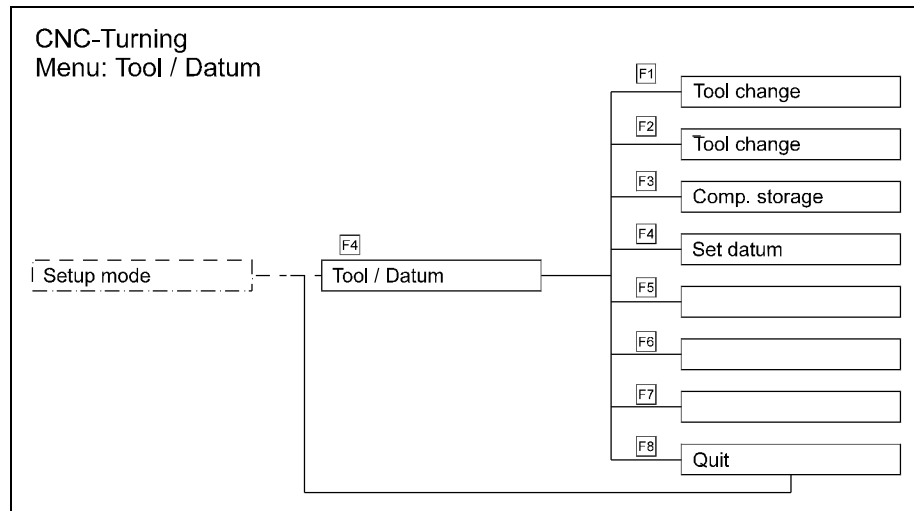 CNC-Turning
Menu: Tool / Datum
F1
Tool change
F2
Tool change
F3
Comp. storage
F4
Set datum
F4
Setup mode
Tool / Datum
F5
F6
F7
F8
Quit